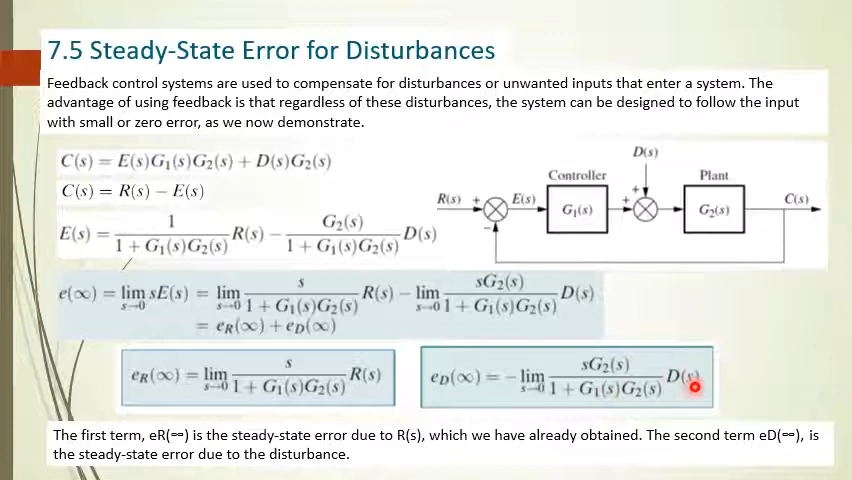 7.5 Steady-State Error for Disturbances
Feedback control systems are used to compensate for disturbances or unwanted inputs that enter a system. The
advantage of using feedback is that regardless of these disturbances, the system can be designed to follow the input
with small or zero error, as we now demonstrate.
C(s) = E(s)G₁(s)G₂(s) + D(s)G₂(s)
C(s) = R(s) − E(s)
E(s) = 1 / (1 + G₁(s)G₂(s)) R(s) − G₂(s) / (1 + G₁(s)G₂(s)) D(s)
D(s)
Controller Plant
R(s) + E(s) G₁(s) + + G₂(s) C(s)
−
e(∞) = lim s→0 sE(s) = lim s→0 s / (1 + G₁(s)G₂(s)) R(s) − lim s→0 sG₂(s) / (1 + G₁(s)G₂(s)) D(s)
= e_R(∞) + e_D(∞)
e_R(∞) = lim s→0 s / (1 + G₁(s)G₂(s)) R(s)
e_D(∞) = − lim s→0 sG₂(s) / (1 + G₁(s)G₂(s)) D(s)
The first term, eR(∞) is the steady-state error due to R(s), which we have already obtained. The second term eD(∞), is
the steady-state error due to the disturbance.